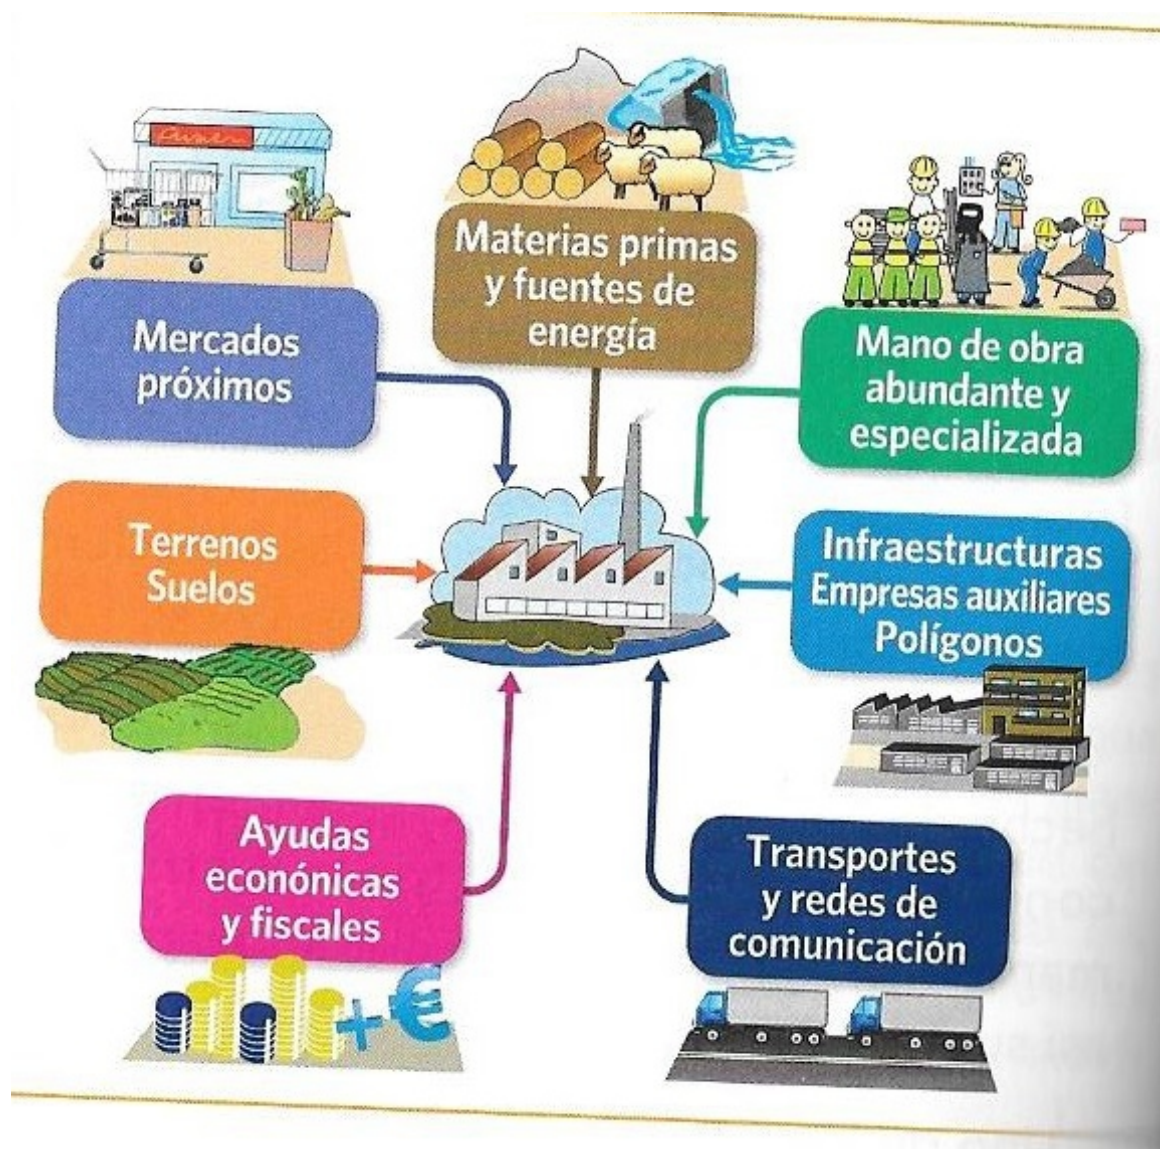 Materias primas
y fuentes de
energía
Mercados
próximos
Mano de obra
abundante y
especializada
Terrenos
Suelos
Infraestructuras
Empresas auxiliares
Polígonos
Ayudas
econónicas
y fiscales
Transportes
y redes de
comunicación